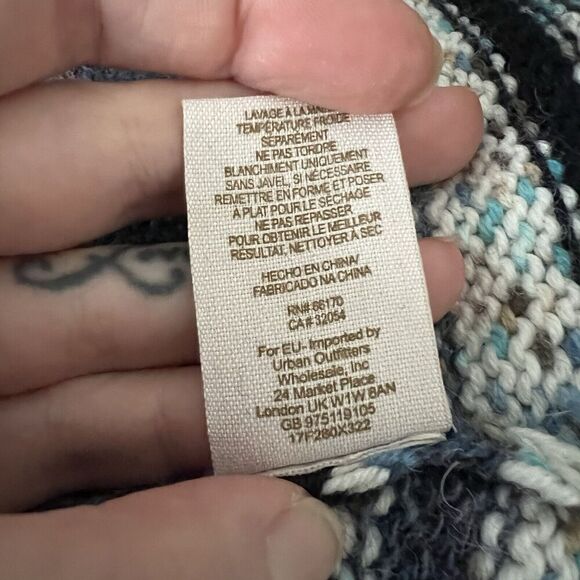 LAVAGE À LA
TEMPÉRATURE FROIDE
SÉPARÉMENT
NE PAS TORDRE
BLANCHIMENT UNIQUEMENT
SANS JAVEL, SI NÉCESSAIRE
REMETTRE EN FORME ET POSER
À PLAT POUR LE SÉCHAGE
NE PAS REPASSER
POUR OBTENIR LE MEILLEUR
RÉSULTAT, NETTOYER À SEC
HECHO EN CHINA/
FABRICADO NA CHINA
RN# 66170
CA# 32054
For EU- Imported by
Urban Outfitters
Wholesale, Inc
24 Market Place
London UK W1W 8AN
GB 975119105
17F260X322